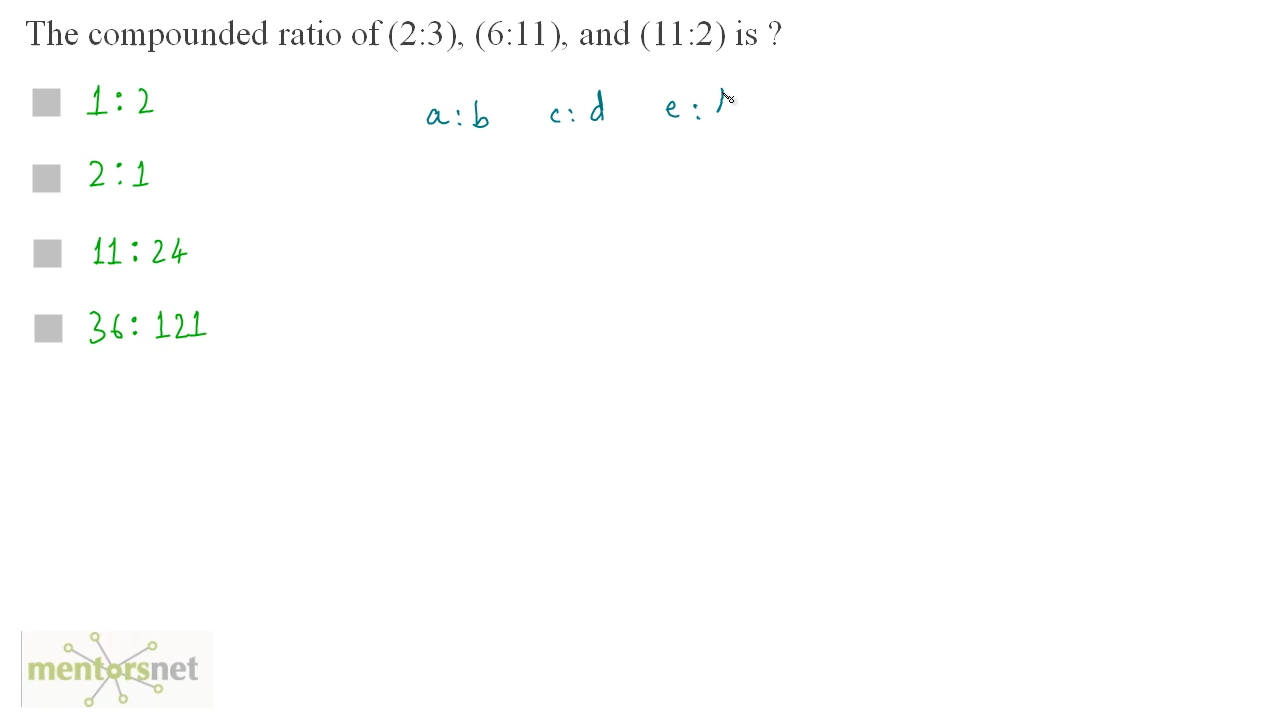 The compounded ratio of (2:3), (6:11), and (11:2) is ?
1:2
a:b c:d e:
2:1
11:24
36:121
mentorsnet